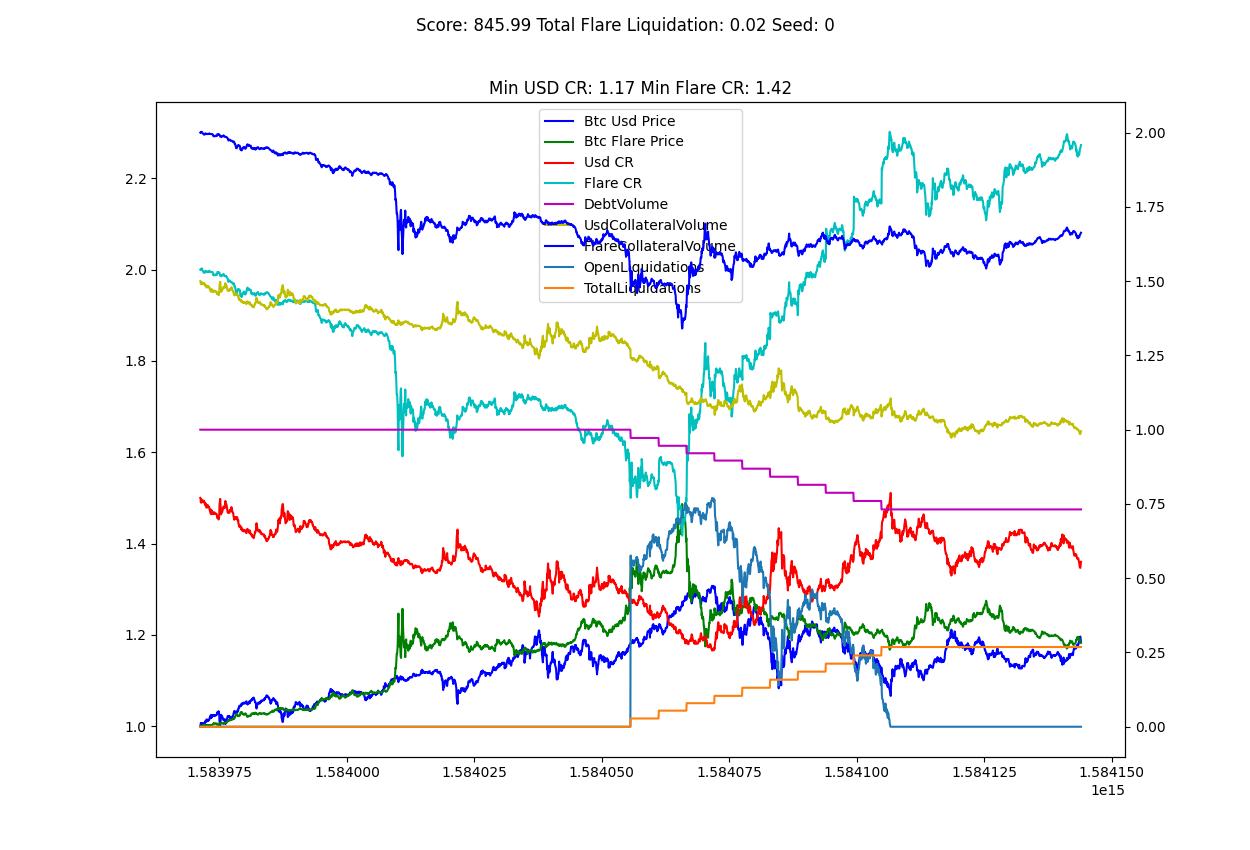 Score: 845.99 Total Flare Liquidation: 0.02 Seed: 0
Min USD CR: 1.17 Min Flare CR: 1.42
Btc Usd Price
Btc Flare Price
Usd CR
Flare CR
DebtVolume
UsdCollateralVolume
FlareCollateralVolume
OpenLiquidations
TotalLiquidations
2.2
2.0
1.8
1.6
1.4
1.2
1.0
2.00
1.75
1.50
1.25
1.00
0.75
0.50
0.25
0.00
1.583975 1.584000 1.584025 1.584050 1.584075 1.584100 1.584125 1.584150
1e15